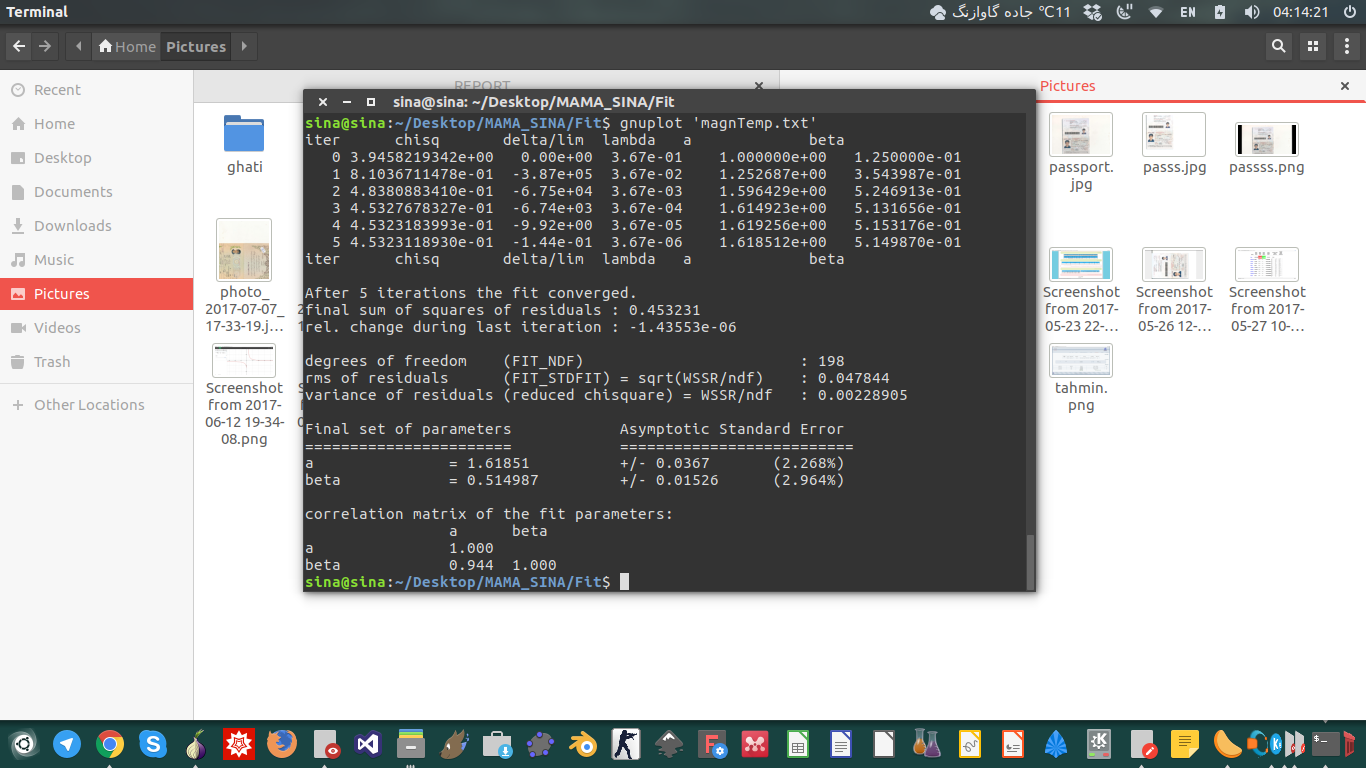 Terminal
جاده گاوازنگ 11℃
EN
04:14:21
Home
Pictures
REPORT
Pictures
Recent
Home
Desktop
Documents
Downloads
Music
Pictures
Videos
Trash
Other Locations
ghati
photo_
2017-07-07_
17-33-19.j...
Screenshot
from 2017-
06-12 19-34-
08.png
sina@sina: ~/Desktop/MAMA_SINA/Fit
sina@sina:~/Desktop/MAMA_SINA/Fit$ gnuplot 'magnTemp.txt'
iter chisq delta/lim lambda a beta
0 3.9458219342e+00 0.00e+00 3.67e-01 1.000000e+00 1.250000e-01
1 8.1036711478e-01 -3.87e+05 3.67e-02 1.252687e+00 3.543987e-01
2 4.8380883410e-01 -6.75e+04 3.67e-03 1.596429e+00 5.246913e-01
3 4.5327678327e-01 -6.74e+03 3.67e-04 1.614923e+00 5.131656e-01
4 4.5323183993e-01 -9.92e+00 3.67e-05 1.619256e+00 5.153176e-01
5 4.5323118930e-01 -1.44e-01 3.67e-06 1.618512e+00 5.149870e-01
iter chisq delta/lim lambda a beta
After 5 iterations the fit converged.
final sum of squares of residuals : 0.453231
rel. change during last iteration : -1.43553e-06
degrees of freedom (FIT_NDF) : 198
rms of residuals (FIT_STDFIT) = sqrt(WSSR/ndf) : 0.047844
variance of residuals (reduced chisquare) = WSSR/ndf : 0.00228905
Final set of parameters Asymptotic Standard Error
======================= ==========================
a = 1.61851 +/- 0.0367 (2.268%)
beta = 0.514987 +/- 0.01526 (2.964%)
correlation matrix of the fit parameters:
a beta
a 1.000
beta 0.944 1.000
sina@sina:~/Desktop/MAMA_SINA/Fit$
passport.
jpg
passs.jpg
passss.png
Screenshot
from 2017-
05-23 22-...
Screenshot
from 2017-
05-26 12-...
Screenshot
from 2017-
05-27 10-...
tahmin.
png